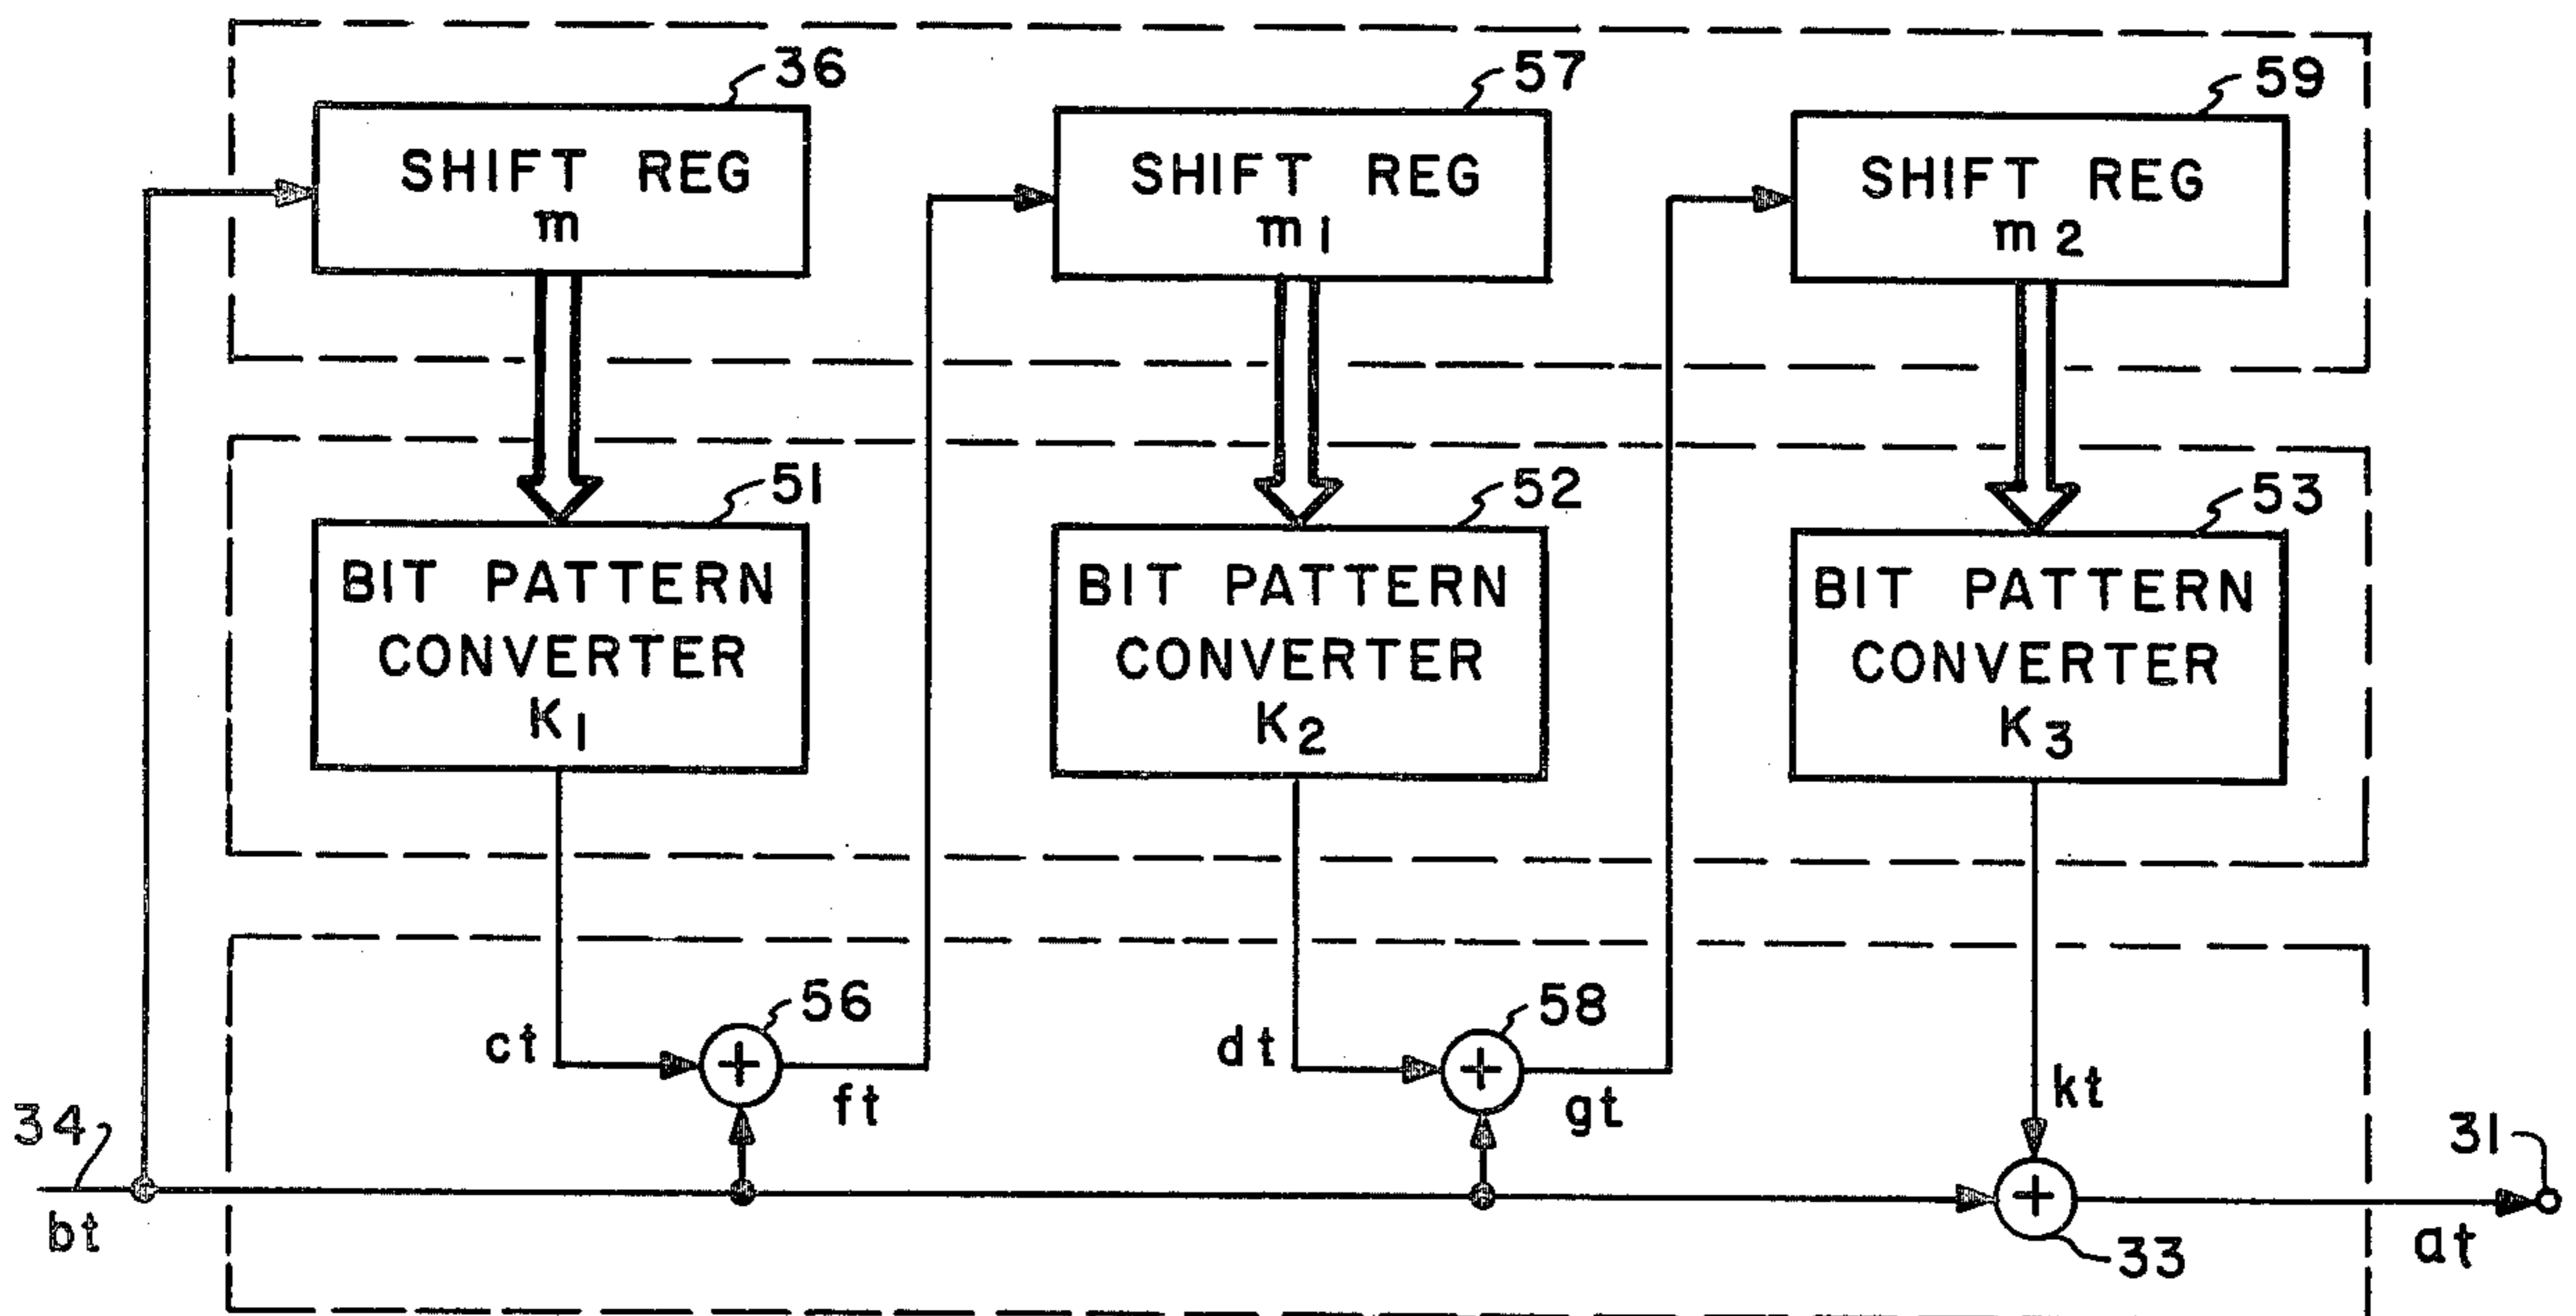 36
57
59
SHIFT REG
m
SHIFT REG
m1
SHIFT REG
m2
51
52
53
BIT PATTERN
CONVERTER
K1
BIT PATTERN
CONVERTER
K2
BIT PATTERN
CONVERTER
K3
ct
56
+
ft
dt
58
+
gt
kt
34
bt
+
33
31
at